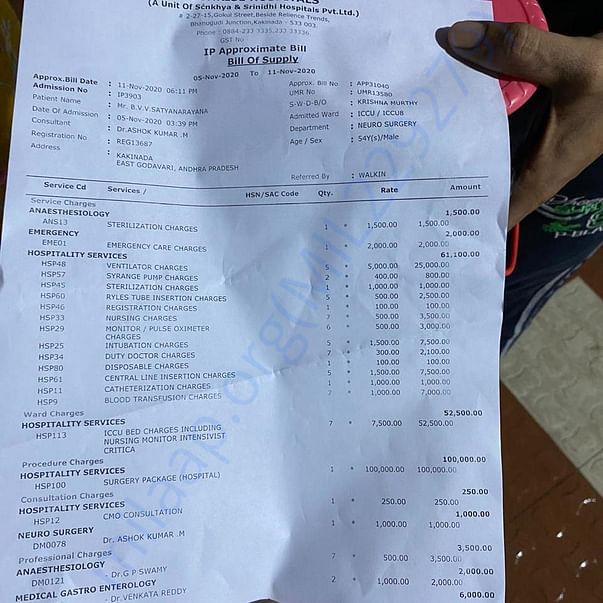 (A Unit Of Sankhya & Srinidhi Hospitals Pvt.Ltd.)
# 2-27-15,Gokul Street,Beside Relience Trends,
Bhanugudi Junction,Kakinada - 533 003.
Phone : 0884-233 3335,233 33336
GST No
IP Approximate Bill
Bill Of Supply
05-Nov-2020 To 11-Nov-2020
Approx.Bill Date : 11-Nov-2020 06:11 PM Approx. Bill No : APP31040
Admission No : IP3903 UMR No : UMR13580
Patient Name : Mr. B.V.V.SATYANARAYANA S-W-D-B/O : KRISHNA MURTHY
Date Of Admission : 05-Nov-2020 03:39 PM Admitted Ward : ICCU / ICCU8
Consultant : Dr.ASHOK KUMAR .M Department : NEURO SURGERY
Registration No : REG13687 Age / Sex : 54Y(s)/Male
Address : KAKINADA
EAST GODAVARI, ANDHRA PRADESH
Referred By : WALKIN
Service Cd Services / HSN/SAC Code Qty. Rate Amount
Service Charges
ANAESTHESIOLOGY 1,500.00
ANS13 STERILIZATION CHARGES 1 * 1,500.00 1,500.00
EMERGENCY 2,000.00
EME01 EMERGENCY CARE CHARGES 1 * 2,000.00 2,000.00
HOSPITALITY SERVICES 61,100.00
HSP48 VENTILATOR CHARGES 5 * 5,000.00 25,000.00
HSP57 SYRANGE PUMP CHARGES 2 * 400.00 800.00
HSP45 STERILIZATION CHARGES 1 * 1,000.00 1,000.00
HSP60 RYLES TUBE INSERTION CHARGES 5 * 500.00 2,500.00
HSP46 REGISTRATION CHARGES 1 * 100.00 100.00
HSP33 NURSING CHARGES 7 * 500.00 3,500.00
HSP29 MONITOR / PULSE OXIMETER 6 * 500.00 3,000.00
CHARGES
HSP25 INTUBATION CHARGES 5 * 1,500.00 7,500.00
HSP34 DUTY DOCTOR CHARGES 7 * 300.00 2,100.00
HSP80 DISPOSABLE CHARGES 1 * 100.00 100.00
HSP61 CENTRAL LINE INSERTION CHARGES 5 * 1,500.00 7,500.00
HSP11 CATHETERIZATION CHARGES 1 * 1,000.00 1,000.00
HSP9 BLOOD TRANSFUSION CHARGES 7 * 1,000.00 7,000.00
Ward Charges
HOSPITALITY SERVICES 52,500.00
HSP113 ICCU BED CHARGES INCLUDING 7 * 7,500.00 52,500.00
NURSING MONITOR INTENSIVIST
CRITICA
Procedure Charges
HOSPITALITY SERVICES 100,000.00
HSP100 SURGERY PACKAGE (HOSPITAL) 1 * 100,000.00 100,000.00
Consultation Charges
HOSPITALITY SERVICES 250.00
HSP12 CMO CONSULTATION 1 * 250.00 250.00
NEURO SURGERY 1,000.00
DM0078 Dr. ASHOK KUMAR .M 1 * 1,000.00 1,000.00
Professional Charges
ANAESTHESIOLOGY 3,500.00
DM0121 - Dr.G P SWAMY 7 * 500.00 3,500.00
MEDICAL GASTRO ENTEROLOGY 2,000.00
- Dr.VENKATA REDDY 2 * 1,000.00 2,000.00
6,000.00